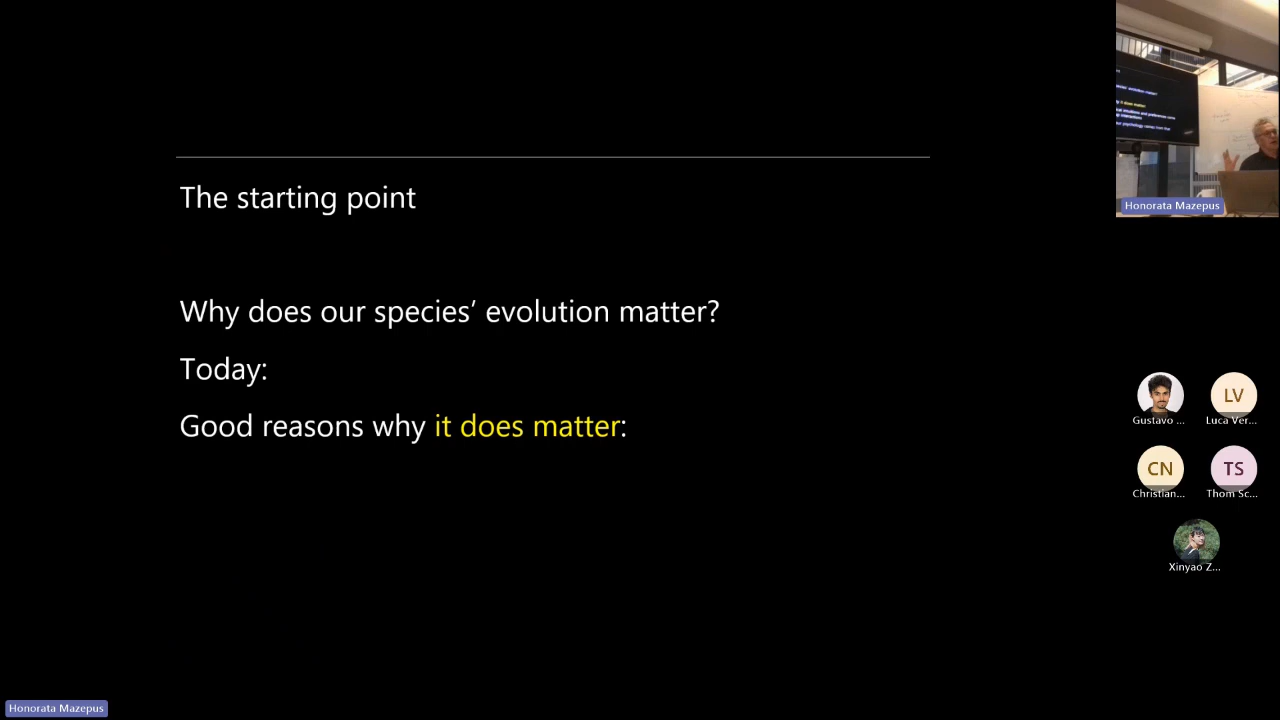 The starting point
Why does our species’ evolution matter?
Today:
Good reasons why it does matter:
Honorata Mazepus
Gustavo ...
LV
Luca Ver...
CN
Christian...
TS
Thom Sc...
Xinyao Z...
Honorata Mazepus